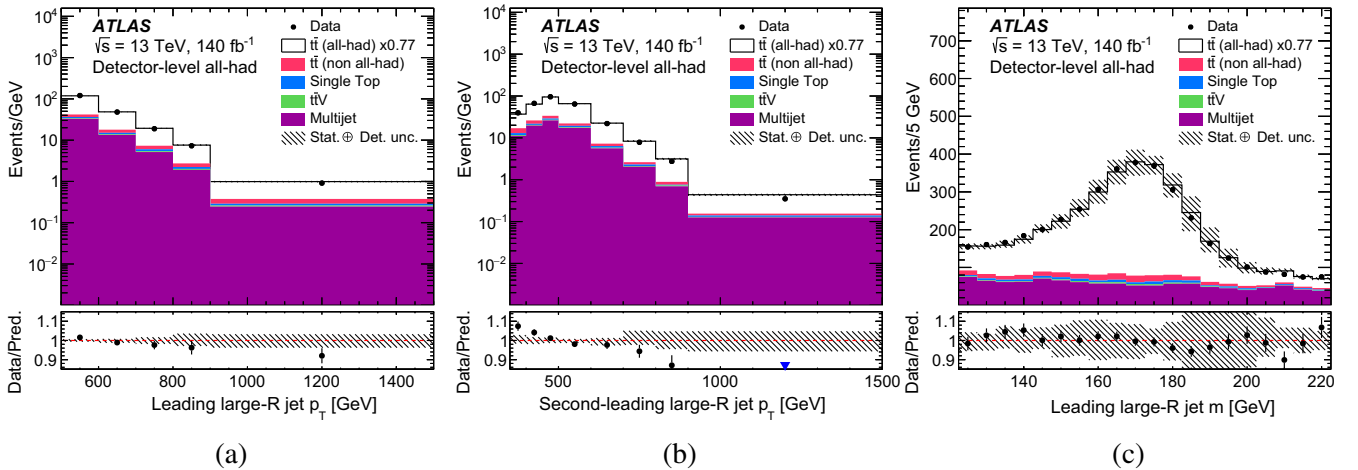 ATLAS
√s = 13 TeV, 140 fb⁻¹
Detector-level all-had
Data
tt̄ (all-had) x0.77
tt̄ (non all-had)
Single Top
tt̄V
Multijet
Stat.⊕ Det. unc.
Events/GeV
10⁴
10³
10²
10
1
10⁻¹
10⁻²
Data/Pred.
1.1
1
0.9
600 800 1000 1200 1400
Leading large-R jet p_T [GeV]
(a)
ATLAS
√s = 13 TeV, 140 fb⁻¹
Detector-level all-had
Data
tt̄ (all-had) x0.77
tt̄ (non all-had)
Single Top
tt̄V
Multijet
Stat.⊕ Det. unc.
Events/GeV
10⁴
10³
10²
10
1
10⁻¹
10⁻²
Data/Pred.
1.1
1
0.9
500 1000 1500
Second-leading large-R jet p_T [GeV]
(b)
ATLAS
√s = 13 TeV, 140 fb⁻¹
Detector-level all-had
Data
tt̄ (all-had) x0.77
tt̄ (non all-had)
Single Top
tt̄V
Multijet
Stat.⊕ Det. unc.
Events/5 GeV
700
600
500
400
300
200
Data/Pred.
1.1
1
0.9
140 160 180 200 220
Leading large-R jet m [GeV]
(c)